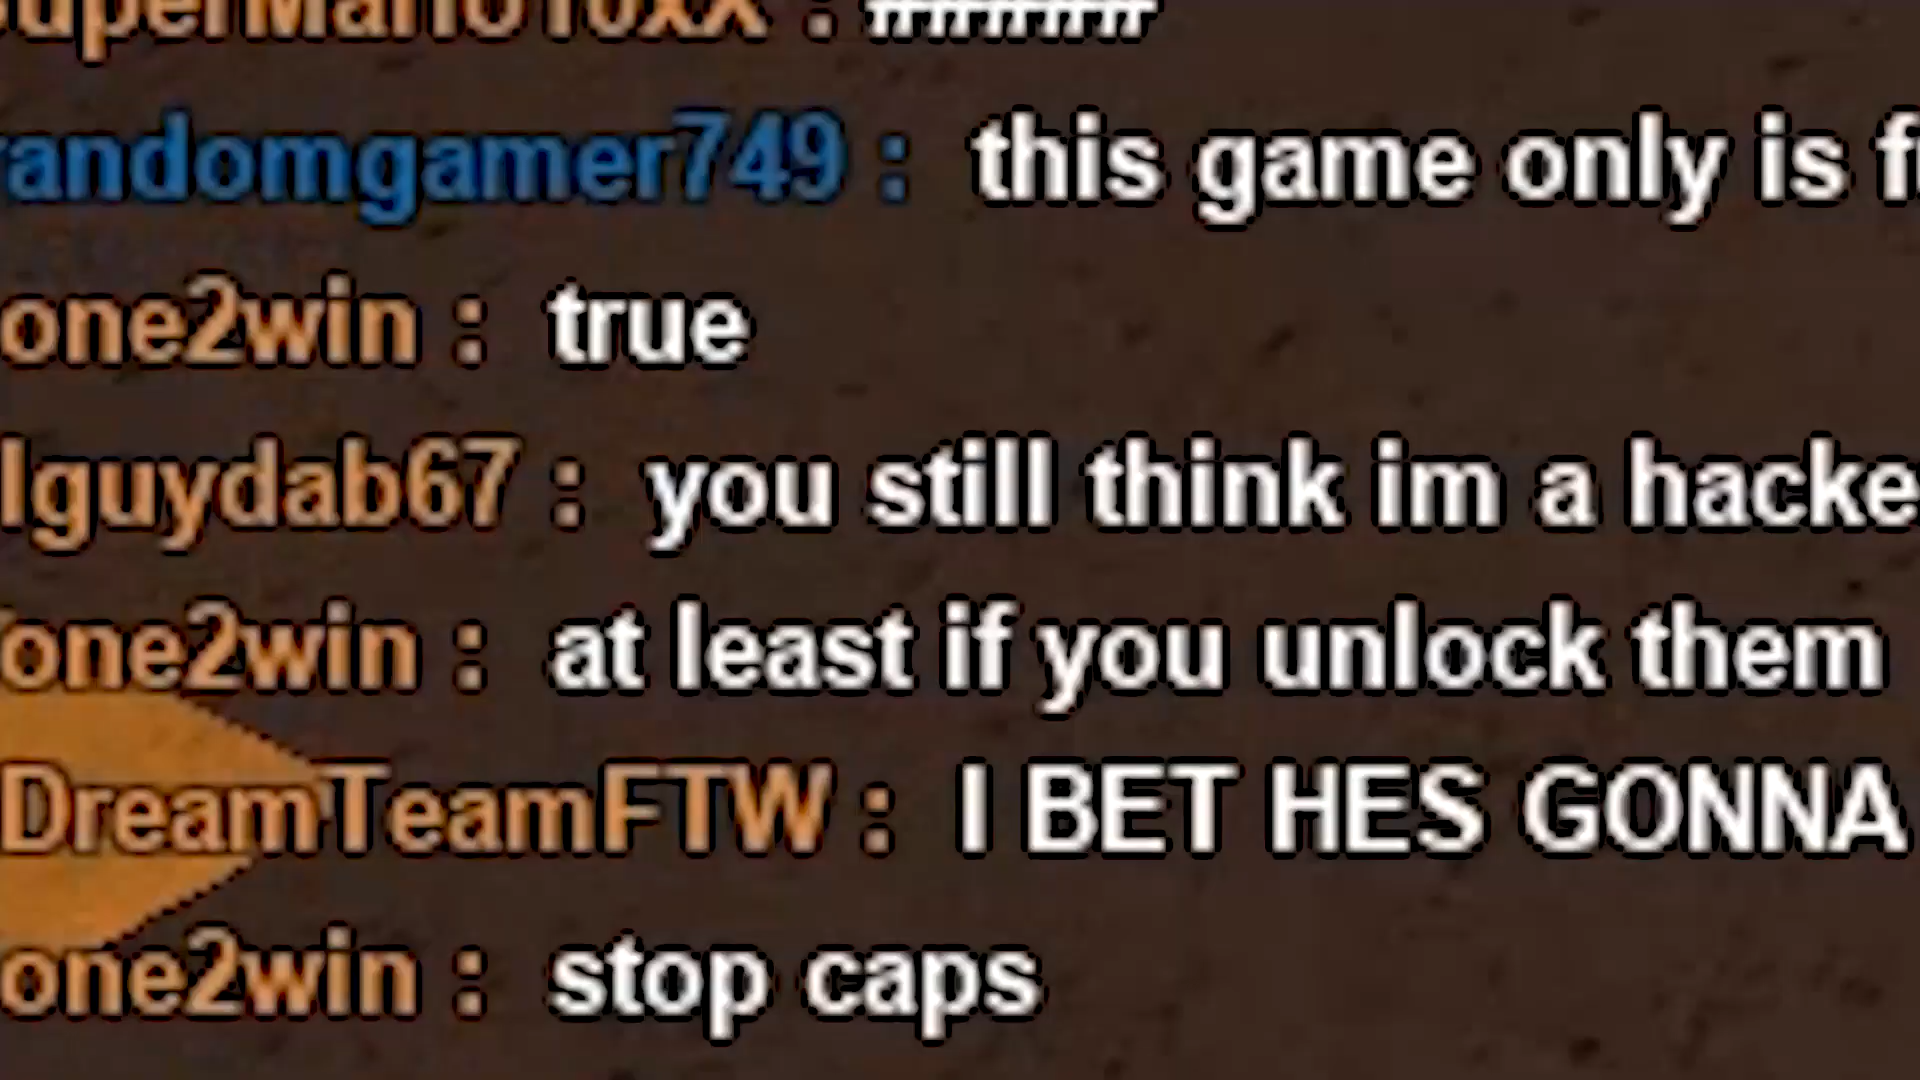 : #####
andomgamer749 : this game only is
one2win : true
lguydab67 : you still think im a hacke
one2win : at least if you unlock them
DreamTeamFTW : I BET HES GONNA
one2win : stop caps